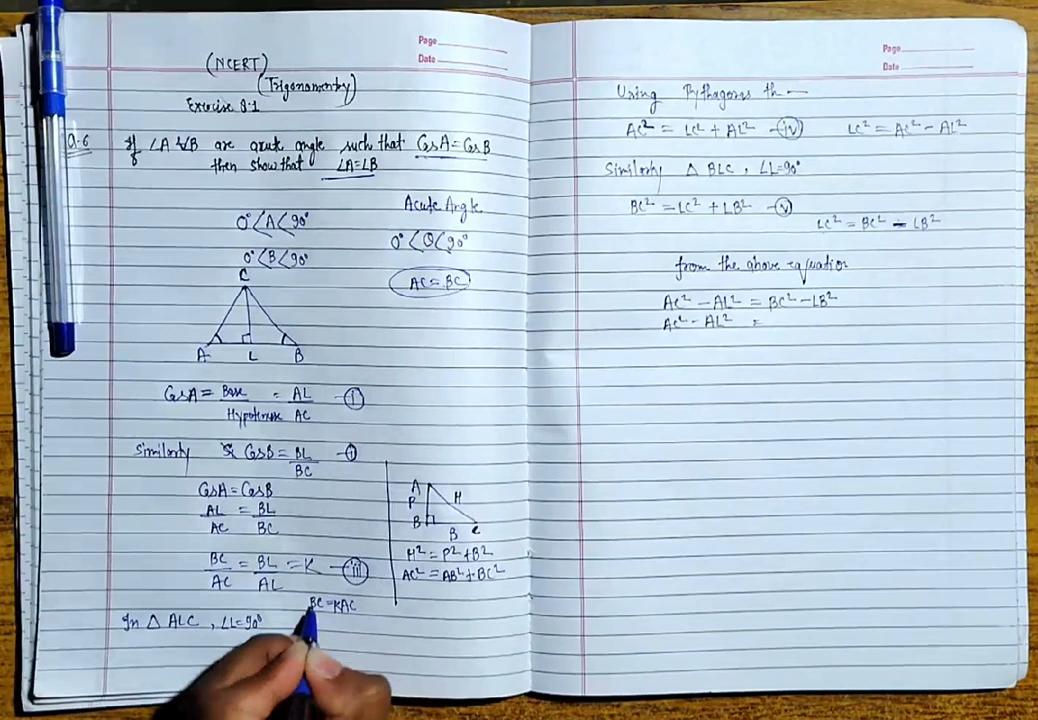 Page
Date
(NCERT)
(Trigonamentry)
Exercise 8.1
Q-6 If ∠A & ∠B are acute angle such that CosA = CosB
then show that ∠A=∠B
0°<A<90°
0°<B<90°
Acute Angle
0°<Θ<90°
AC = BC
C
A L B
CosA = Base/Hypotenuse = AL/AC — (i)
Similarly CosB = BL/BC
CosA = CosB
AL/AC = BL/BC
BC/AC = BL/AL = K — (iii)
BC = KAC
In △ ALC , ∠L=90°
A
P H
B
B C
H² = P² + B²
AC² = AB² + BC²
Page
Date
Using Pythagoras th —
AC² = LC² + AL² — (iv) LC² = AC² − AL²
Similarly △ BLC , ∠L=90°
BC² = LC² + LB² — (v)
LC² = BC² − LB²
from the above equation
AC² − AL² = BC² − LB²
AC² − AL² =